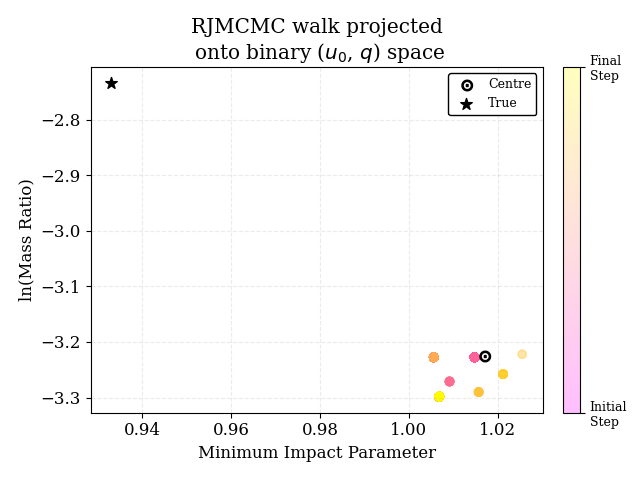 RJMCMC walk projected
onto binary (u₀, q) space
Final
Step
Centre
True
−2.8
−2.9
−3.0
−3.1
−3.2
−3.3
ln(Mass Ratio)
0.94
0.96
0.98
1.00
1.02
Minimum Impact Parameter
Initial
Step